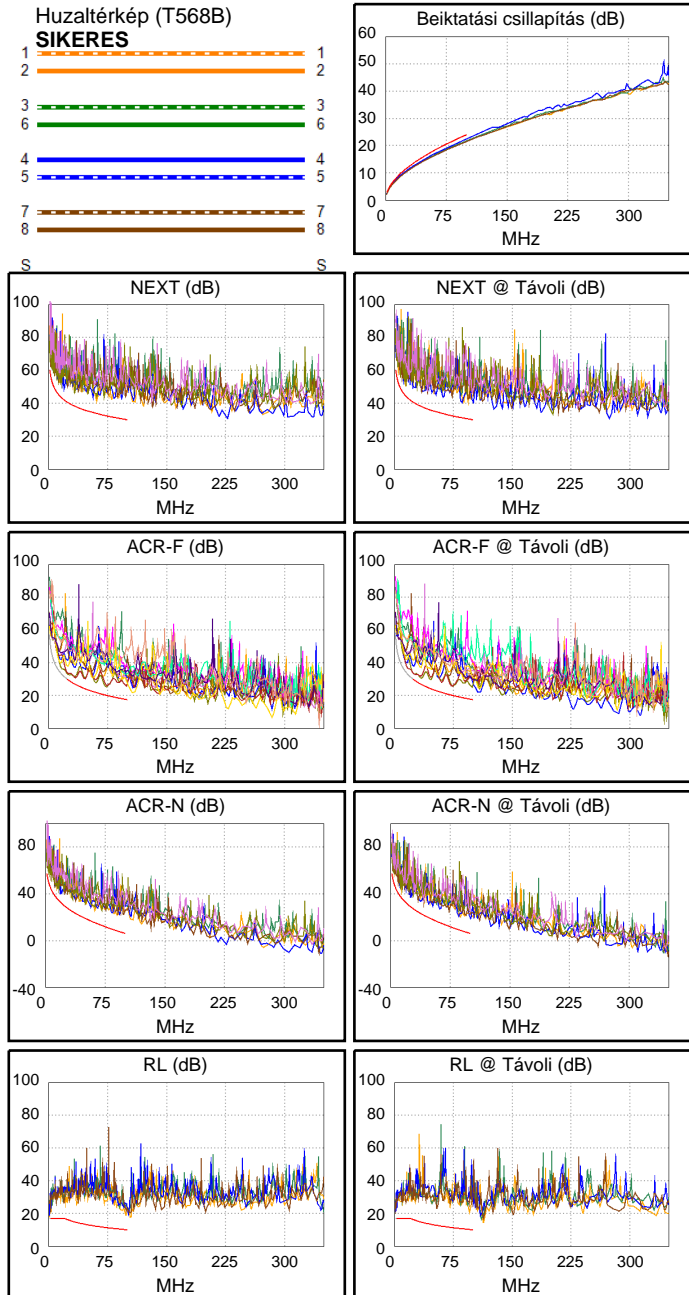 Huzaltérkép (T568B)
SIKERES
1 1
2 2
3 3
6 6
4 4
5 5
7 7
8 8
S S
Beiktatási csillapítás (dB)
60
50
40
30
20
10
0
0 75 150 225 300
MHz
NEXT (dB)
100
80
60
40
20
0
0 75 150 225 300
MHz
NEXT @ Távoli (dB)
100
80
60
40
20
0
0 75 150 225 300
MHz
ACR-F (dB)
100
80
60
40
20
0
0 75 150 225 300
MHz
ACR-F @ Távoli (dB)
100
80
60
40
20
0
0 75 150 225 300
MHz
ACR-N (dB)
80
40
0
-40
0 75 150 225 300
MHz
ACR-N @ Távoli (dB)
80
40
0
-40
0 75 150 225 300
MHz
RL (dB)
100
80
60
40
20
0
0 75 150 225 300
MHz
RL @ Távoli (dB)
100
80
60
40
20
0
0 75 150 225 300
MHz